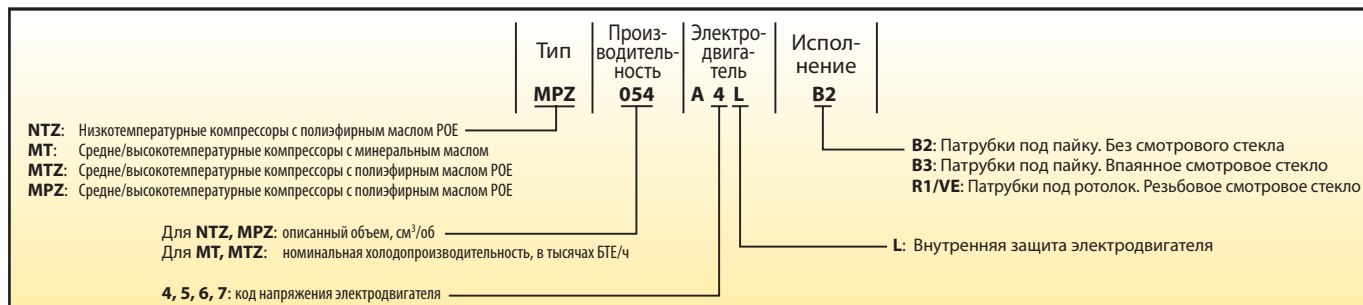 Тип
Произ-
водитель-
ность
Электро-
двига-
тель
Испол-
нение
MPZ 054 A 4 L B2
NTZ: Низкотемпературные компрессоры с полиэфирным маслом POE
MT: Средне/высокотемпературные компрессоры с минеральным маслом
MTZ: Средне/высокотемпературные компрессоры с полиэфирным маслом POE
MPZ: Средне/высокотемпературные компрессоры с полиэфирным маслом POE
B2: Патрубки под пайку. Без смотрового стекла
B3: Патрубки под пайку. Впаянное смотровое стекло
R1/VE: Патрубки под ротолок. Резьбовое смотровое стекло
Для NTZ, MPZ: описанный объем, см³/об
Для MT, MTZ: номинальная холодопроизводительность, в тысячах БТЕ/ч
L: Внутренняя защита электродвигателя
4, 5, 6, 7: код напряжения электродвигателя